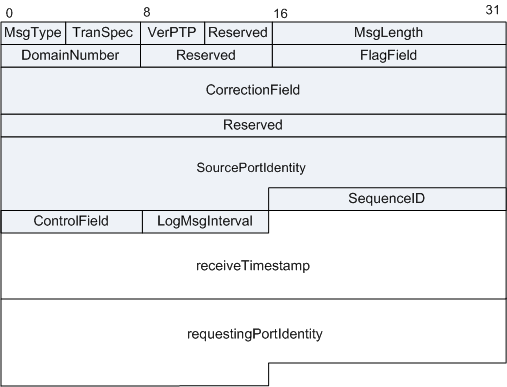 0 8 16 31
MsgType TranSpec VerPTP Reserved MsgLength
DomainNumber Reserved FlagField
CorrectionField
Reserved
SourcePortIdentity
SequenceID
ControlField LogMsgInterval
receiveTimestamp
requestingPortIdentity